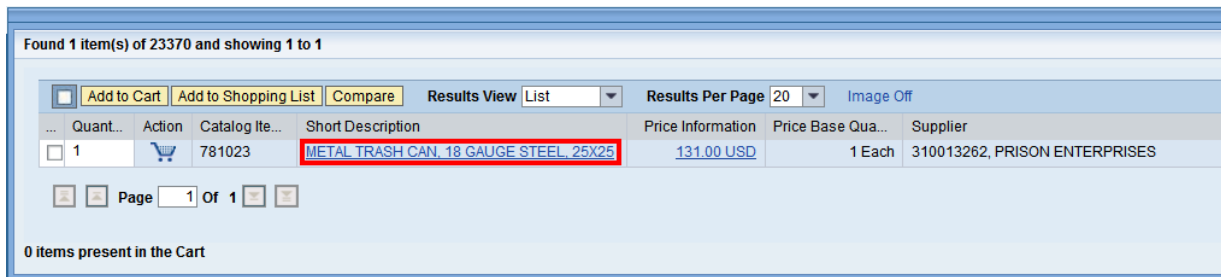 Found 1 item(s) of 23370 and showing 1 to 1
Add to Cart Add to Shopping List Compare Results View List Results Per Page 20 Image Off
... Quant... Action Catalog Ite... Short Description Price Information Price Base Qua... Supplier
1 781023 METAL TRASH CAN, 18 GAUGE STEEL, 25X25 131.00 USD 1 Each 310013262, PRISON ENTERPRISES
Page 1 Of 1
0 items present in the Cart